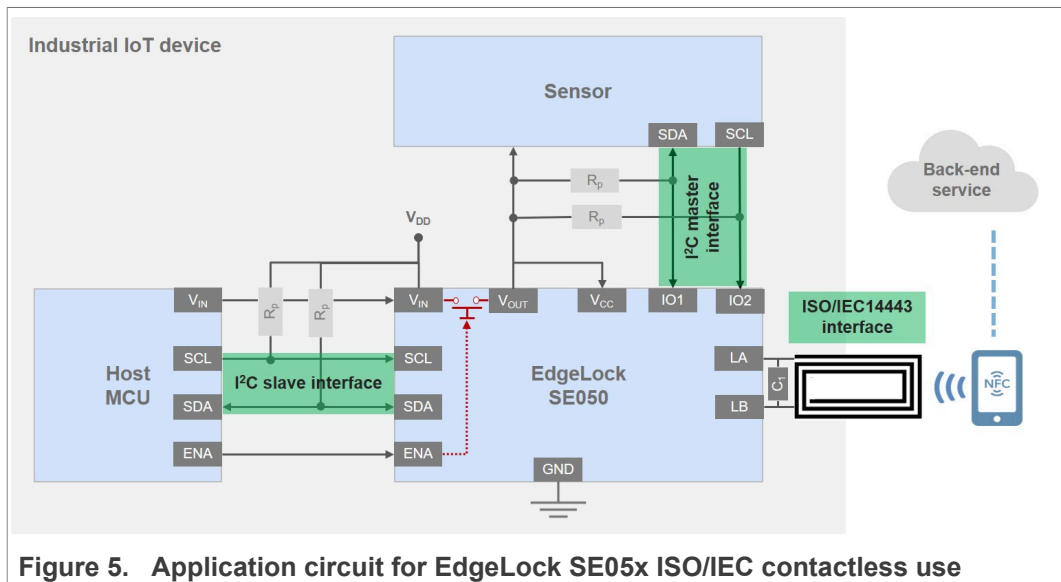 Industrial IoT device
Sensor
SDA
SCL
Back-end
service
Rp
Rp
I²C master
interface
VDD
VIN
Rp
Rp
VIN
VOUT
VCC
IO1
IO2
ISO/IEC14443
interface
Host
MCU
SCL
SDA
ENA
I²C slave interface
SCL
SDA
ENA
EdgeLock
SE050
LA
LB
C1
NFC
GND
Figure 5. Application circuit for EdgeLock SE05x ISO/IEC contactless use